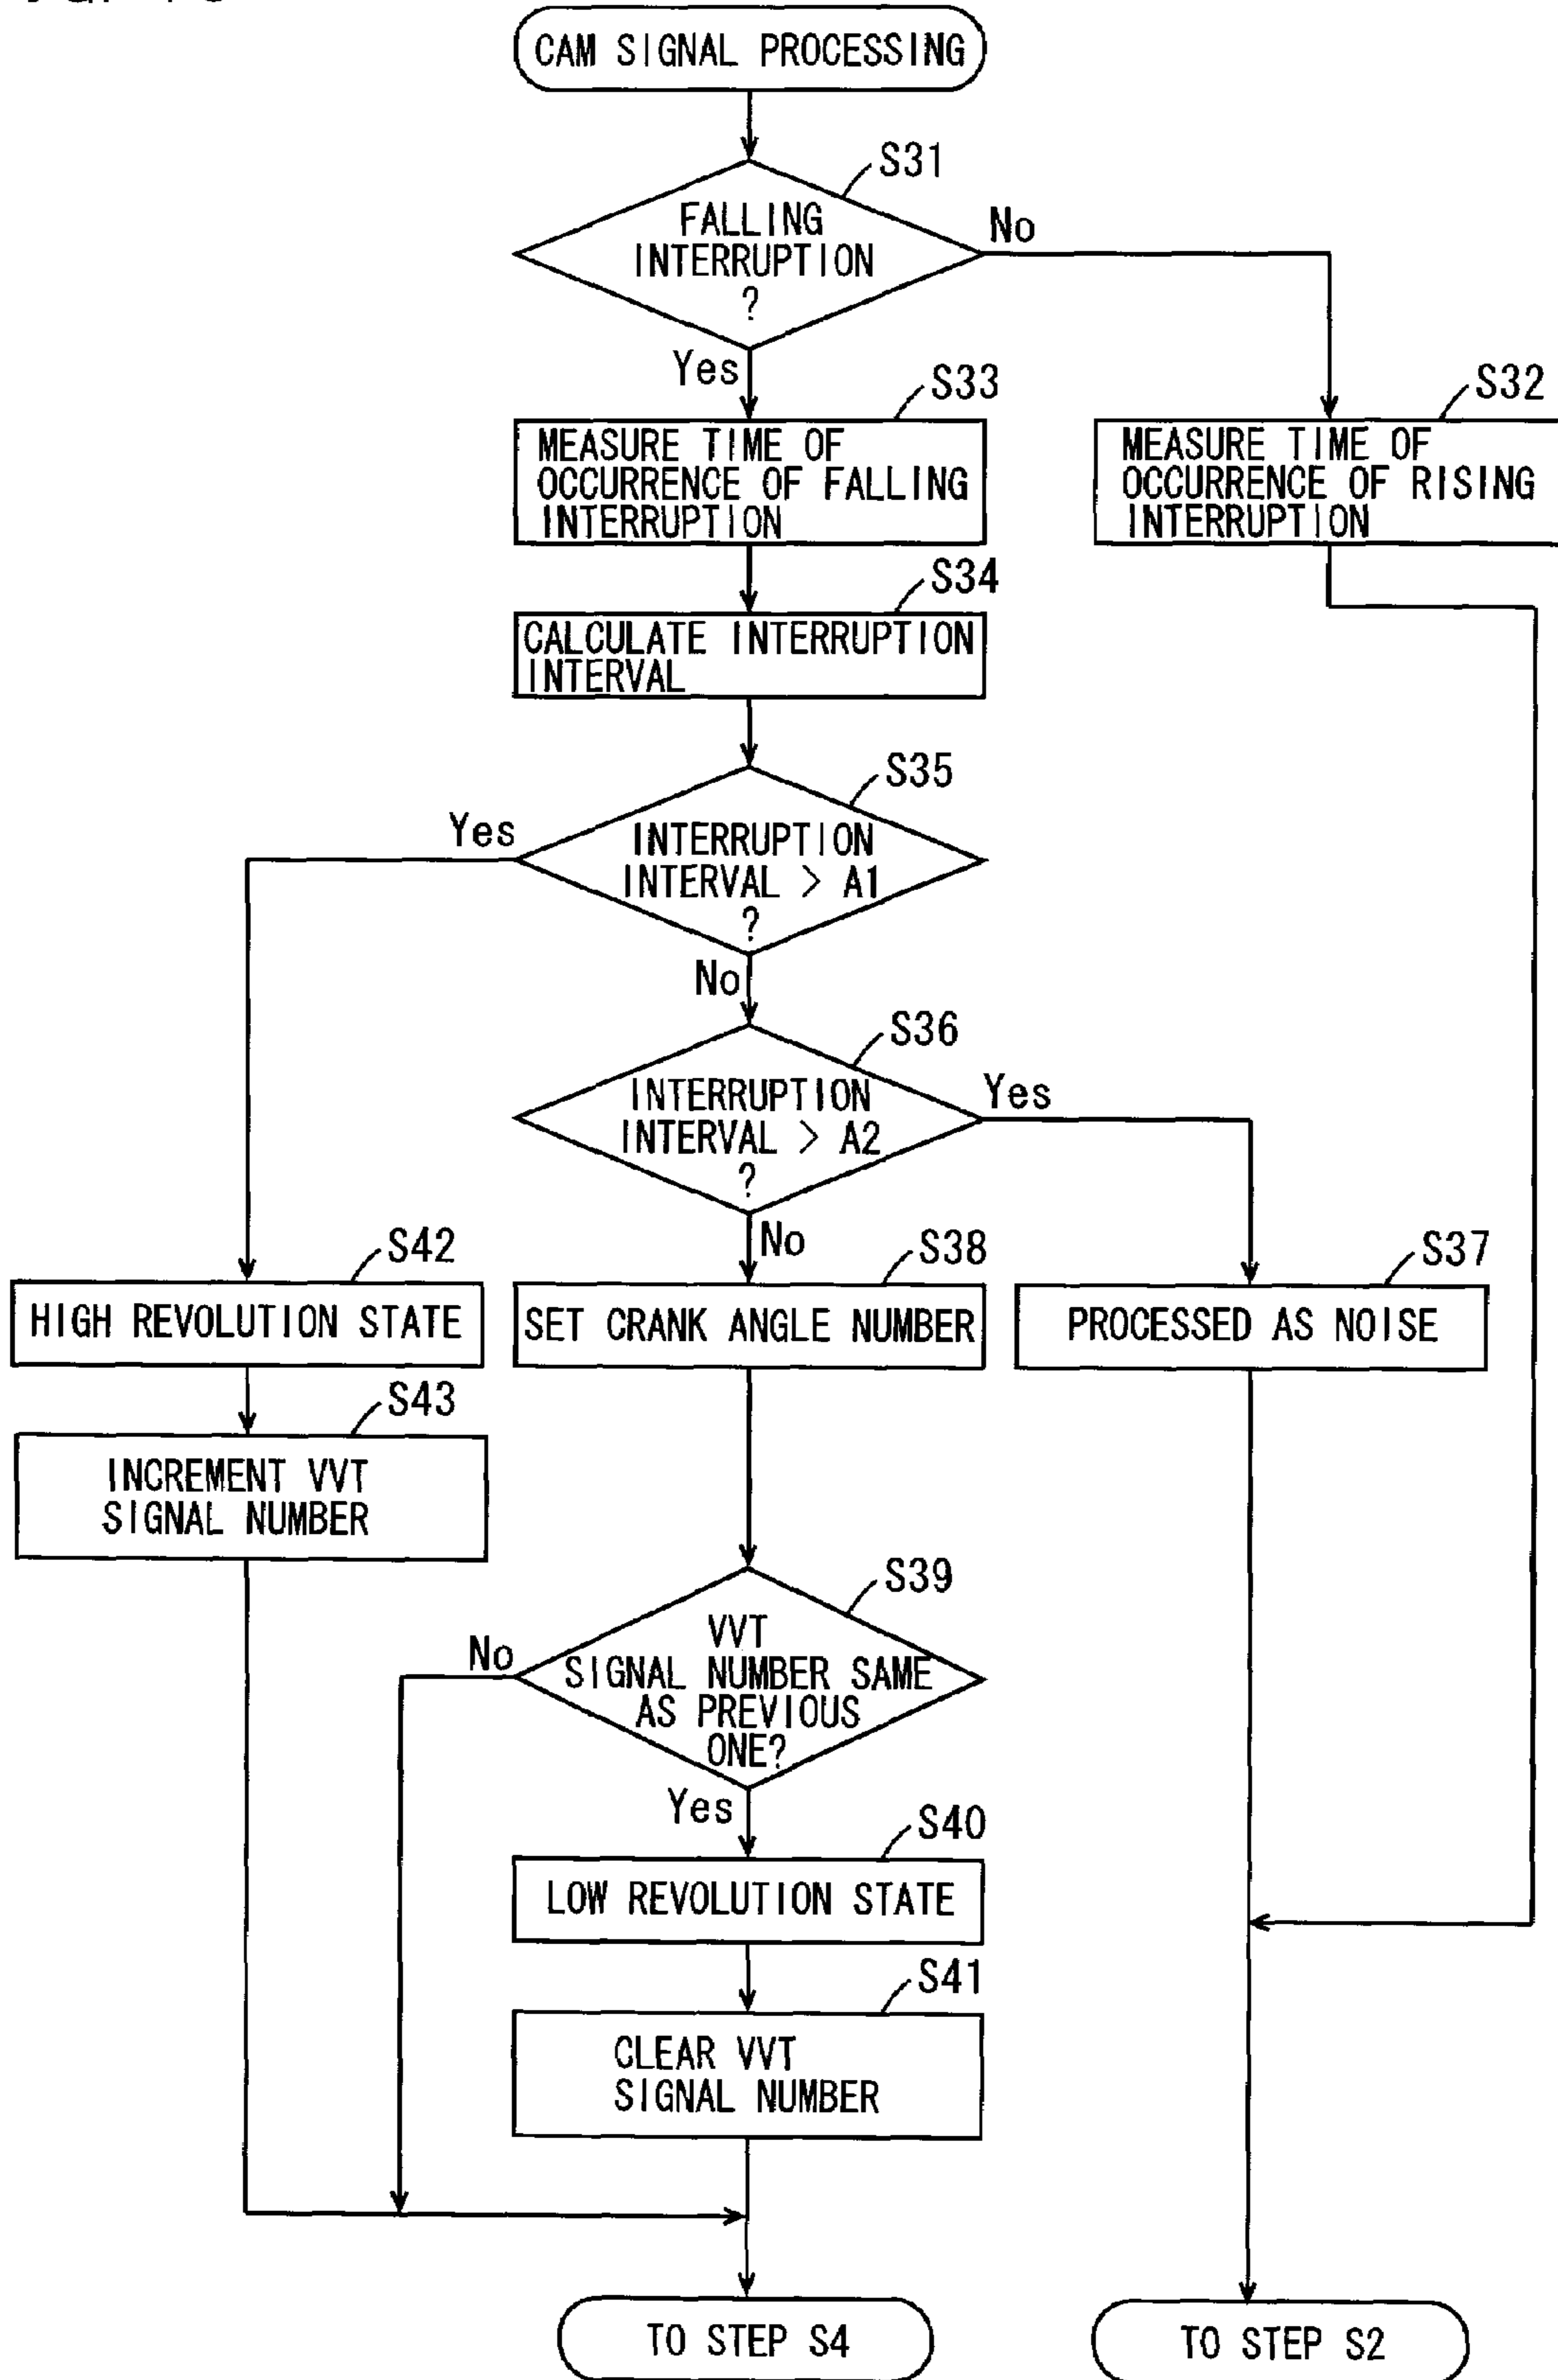 CAM SIGNAL PROCESSING
S31
FALLING
INTERRUPTION
?
No
Yes
S33
S32
MEASURE TIME OF
OCCURRENCE OF FALLING
INTERRUPTION
MEASURE TIME OF
OCCURRENCE OF RISING
INTERRUPTION
S34
CALCULATE INTERRUPTION
INTERVAL
S35
Yes
INTERRUPTION
INTERVAL > A1
?
No
S36
INTERRUPTION
INTERVAL > A2
?
Yes
No
S42
S38
S37
HIGH REVOLUTION STATE
SET CRANK ANGLE NUMBER
PROCESSED AS NOISE
S43
INCREMENT VVT
SIGNAL NUMBER
S39
No
VVT
SIGNAL NUMBER SAME
AS PREVIOUS
ONE?
Yes
S40
LOW REVOLUTION STATE
S41
CLEAR VVT
SIGNAL NUMBER
TO STEP S4
TO STEP S2